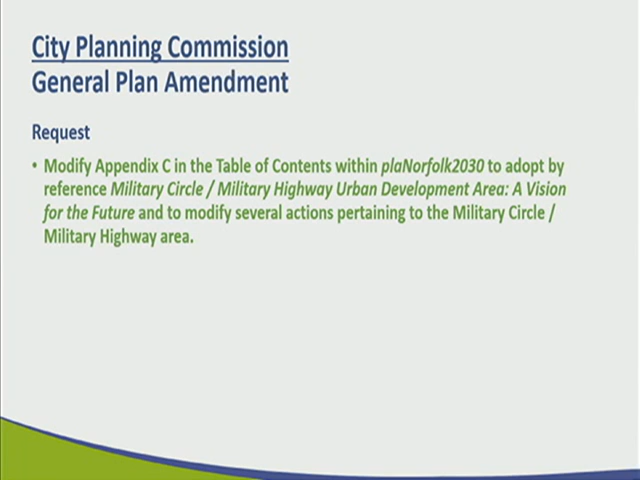 City Planning Commission
General Plan Amendment
Request
• Modify Appendix C in the Table of Contents within plaNorfolk2030 to adopt by
reference Military Circle / Military Highway Urban Development Area: A Vision
for the Future and to modify several actions pertaining to the Military Circle /
Military Highway area.